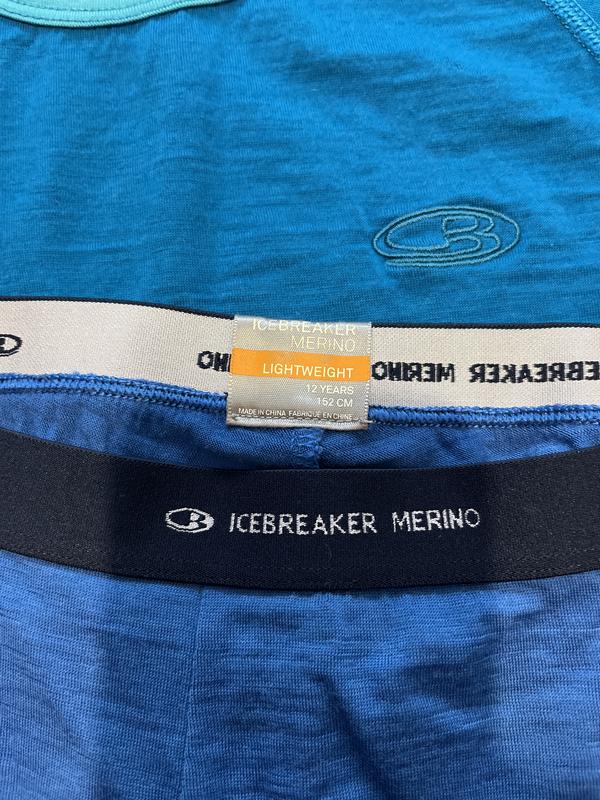 ICEBREAKER
MERINO
LIGHTWEIGHT
12 YEARS
152 CM
MADE IN CHINA FABRIQUÉ EN CHINE
ICEBREAKER MERINO
ICEBREAKER MERINO